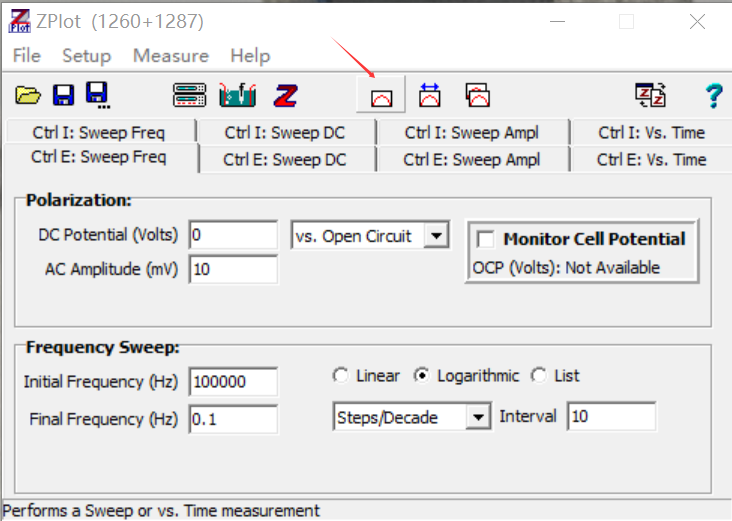 ZPlot (1260+1287)
File Setup Measure Help
Ctrl I: Sweep Freq Ctrl I: Sweep DC Ctrl I: Sweep Ampl Ctrl I: Vs. Time
Ctrl E: Sweep Freq Ctrl E: Sweep DC Ctrl E: Sweep Ampl Ctrl E: Vs. Time
Polarization:
DC Potential (Volts) 0 vs. Open Circuit Monitor Cell Potential
AC Amplitude (mV) 10 OCP (Volts): Not Available
Frequency Sweep:
Initial Frequency (Hz) 100000 Linear Logarithmic List
Final Frequency (Hz) 0.1 Steps/Decade Interval 10
Performs a Sweep or vs. Time measurement